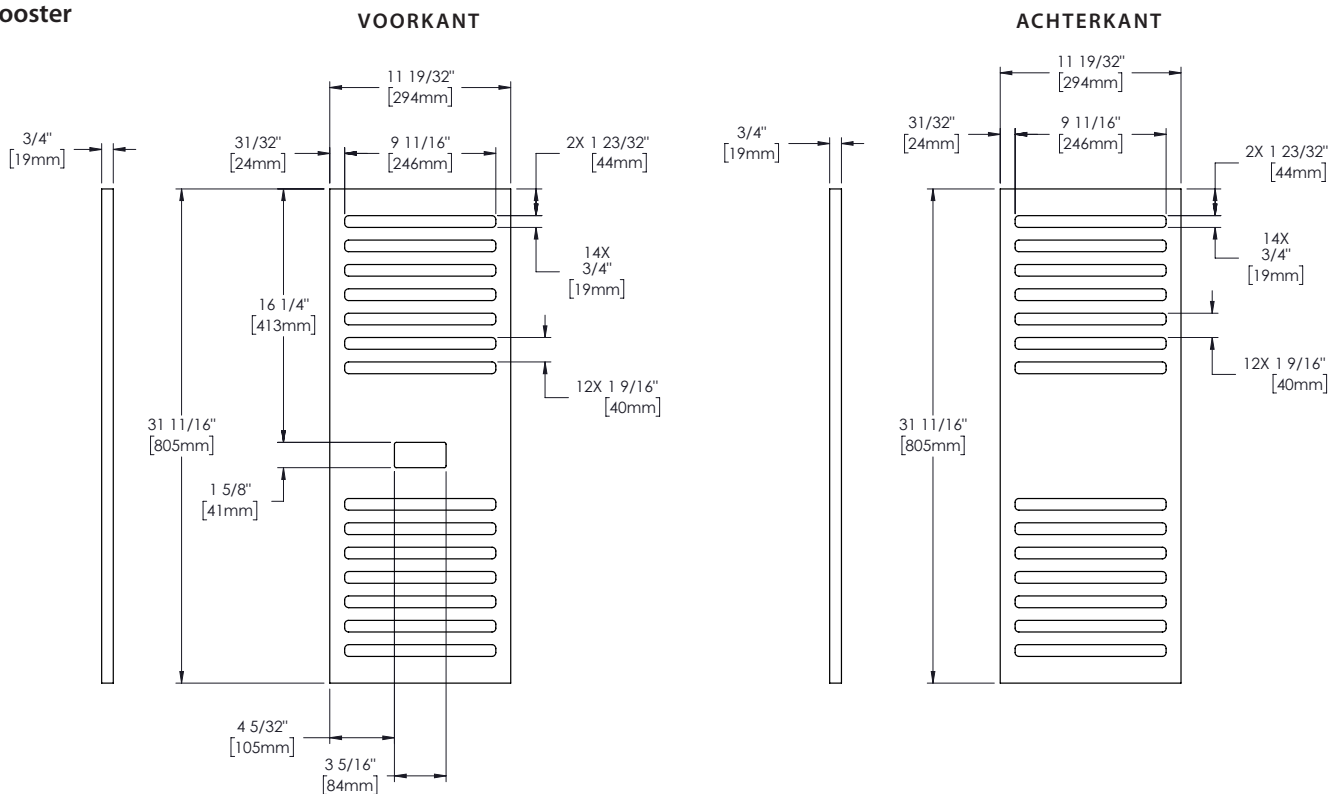 ooster
VOORKANT
11 19/32"
[294mm]
3/4"
[19mm]
31/32"
[24mm]
9 11/16"
[246mm]
2X 1 23/32"
[44mm]
14X
3/4"
[19mm]
16 1/4"
[413mm]
12X 1 9/16"
[40mm]
31 11/16"
[805mm]
1 5/8"
[41mm]
4 5/32"
[105mm]
3 5/16"
[84mm]
ACHTERKANT
11 19/32"
[294mm]
3/4"
[19mm]
31/32"
[24mm]
9 11/16"
[246mm]
2X 1 23/32"
[44mm]
14X
3/4"
[19mm]
12X 1 9/16"
[40mm]
31 11/16"
[805mm]